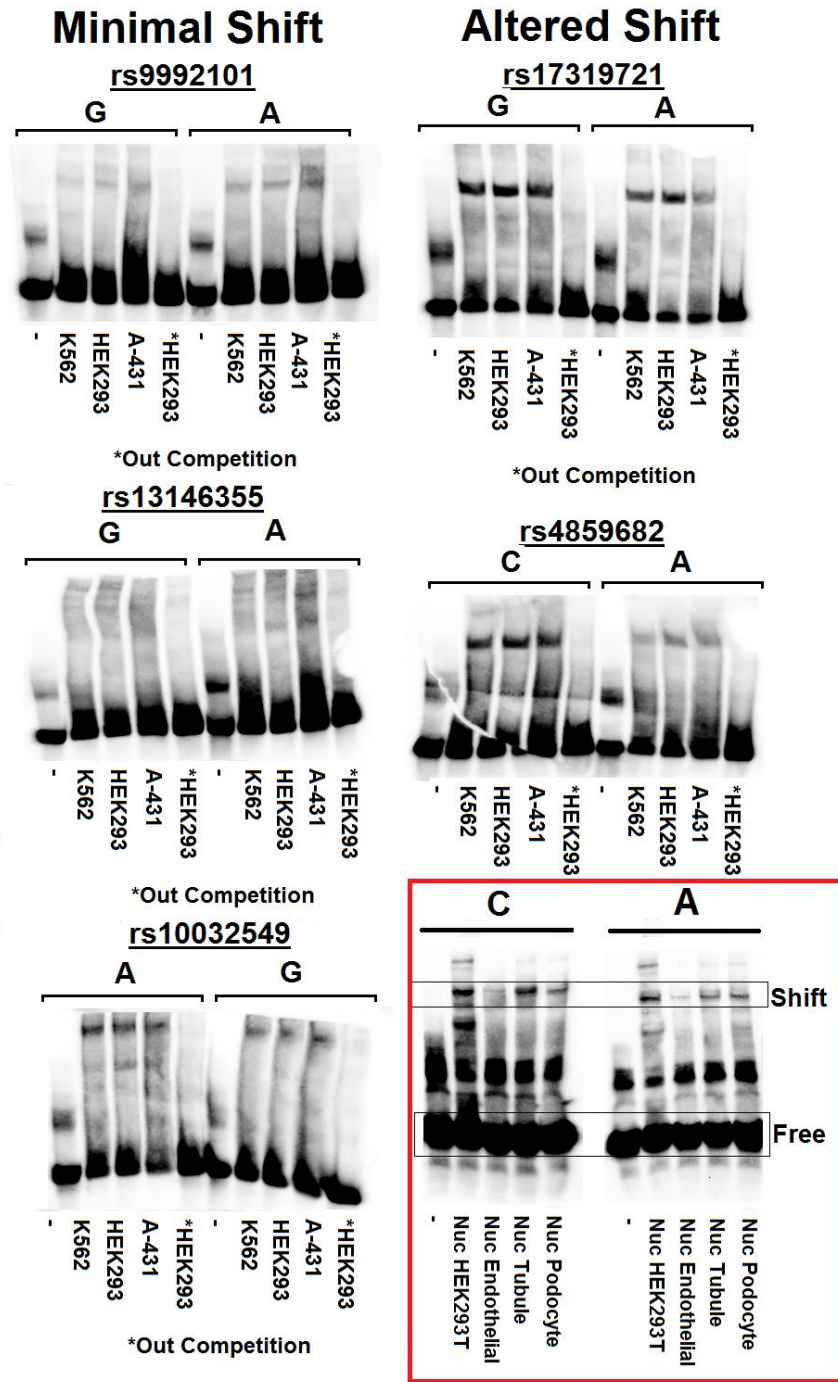 Minimal Shift
rs9992101
G A
- K562 HEK293 A-431 *HEK293 - K562 HEK293 A-431 *HEK293
*Out Competition
rs13146355
G A
- K562 HEK293 A-431 *HEK293 - K562 HEK293 A-431 *HEK293
*Out Competition
rs10032549
A G
- K562 HEK293 A-431 *HEK293 - K562 HEK293 A-431 *HEK293
*Out Competition
Altered Shift
rs17319721
G A
- K562 HEK293 A-431 *HEK293 - K562 HEK293 A-431 *HEK293
*Out Competition
rs4859682
C A
- K562 HEK293 A-431 *HEK293 - K562 HEK293 A-431 *HEK293
C A
Shift
Free
- Nuc HEK293T Nuc Endothelial Nuc Tubule Nuc Podocyte - Nuc HEK293T Nuc Endothelial Nuc Tubule Nuc Podocyte